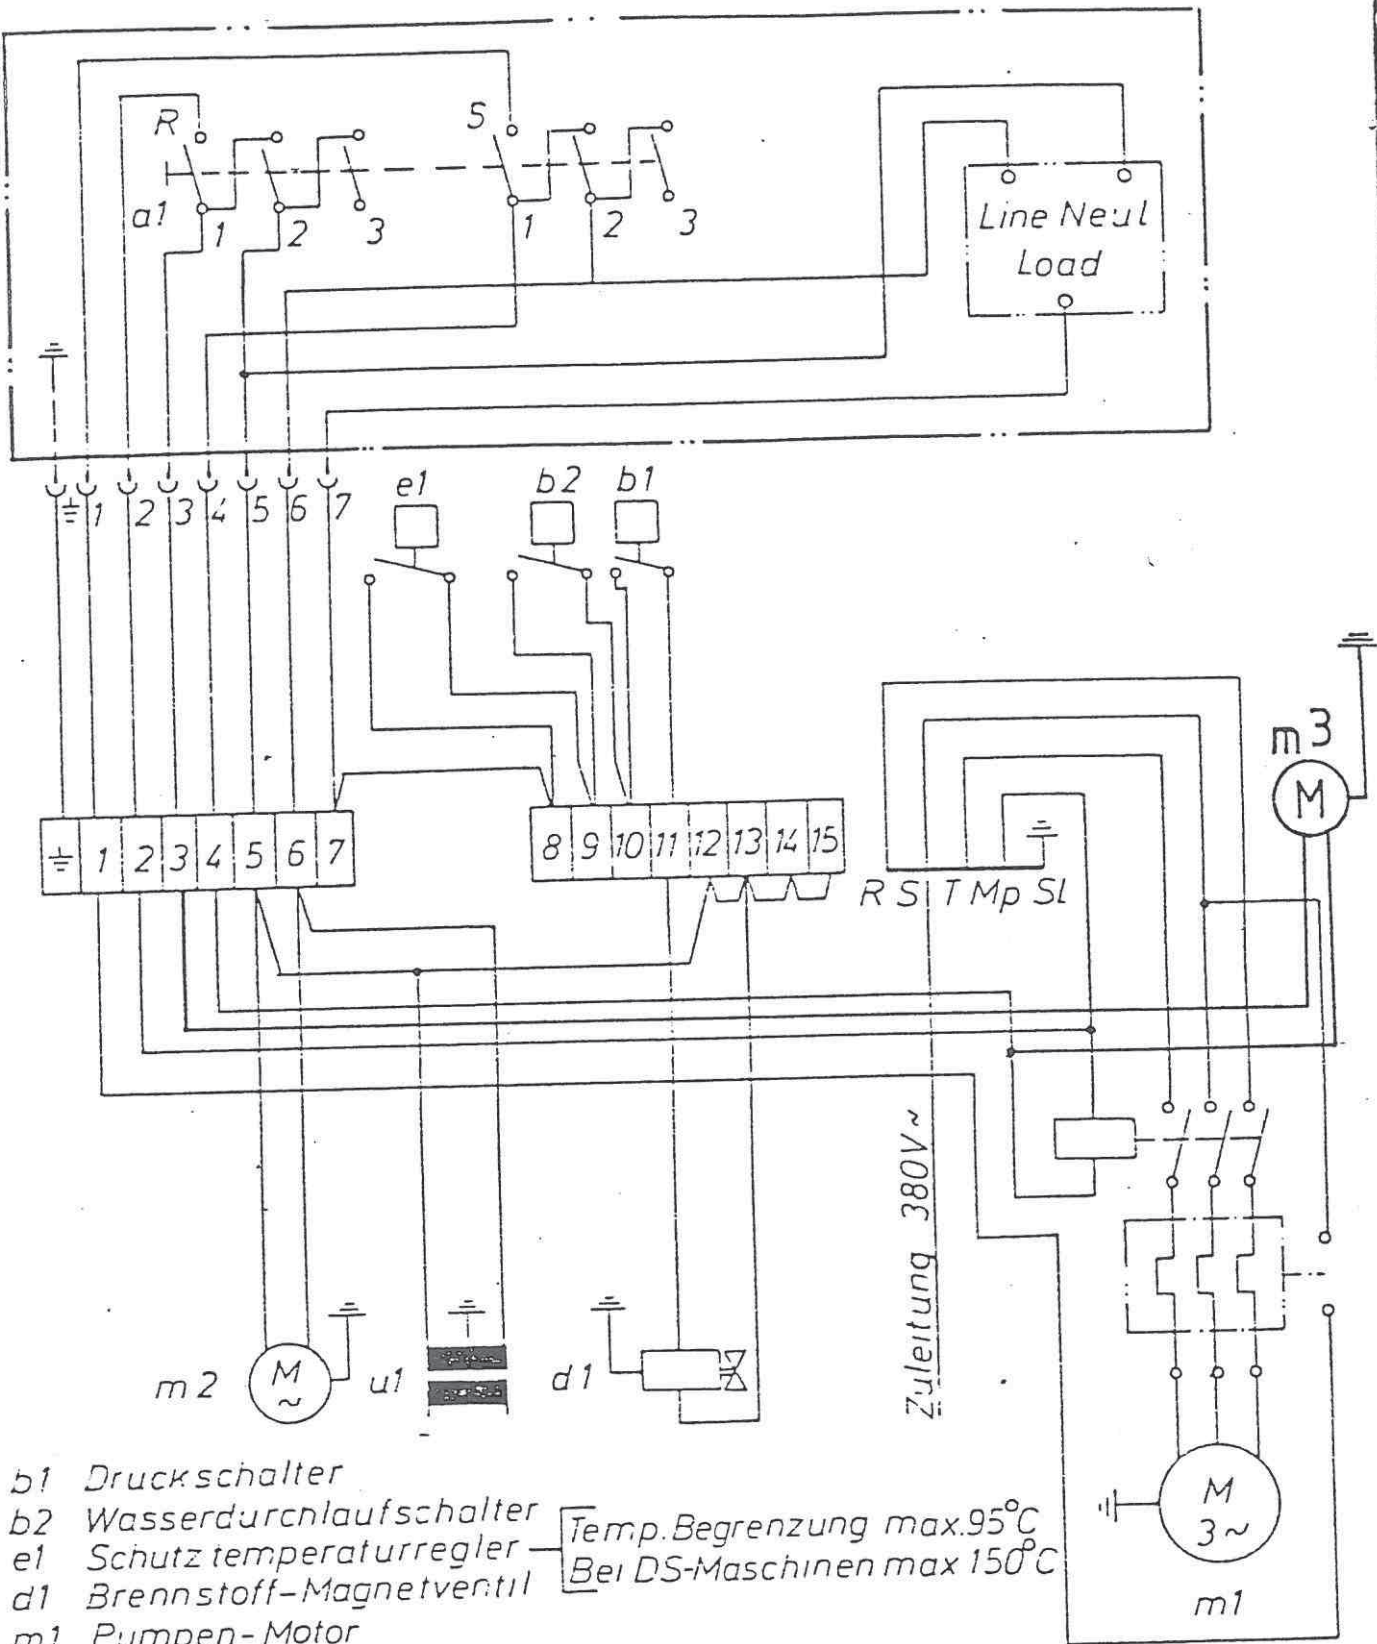 R
S
a1
1
2
3
1
2
3
Line Neul
Load
1
2
3
4
5
6
7
e1
b2
b1
m3
M
1 2 3 4 5 6 7
8 9 10 11 12 13 14 15
R S T Mp Sl
Zuleitung 380V~
m2
M
~
u1
d1
M
3~
m1
b1 Druckschalter
b2 Wasserdurchlaufschalter
e1 Schutztemperaturregler
Temp.Begrenzung max.95°C
Bei DS-Maschinen max 150°C
d1 Brennstoff-Magnetventil
m1 Pumpen-Motor